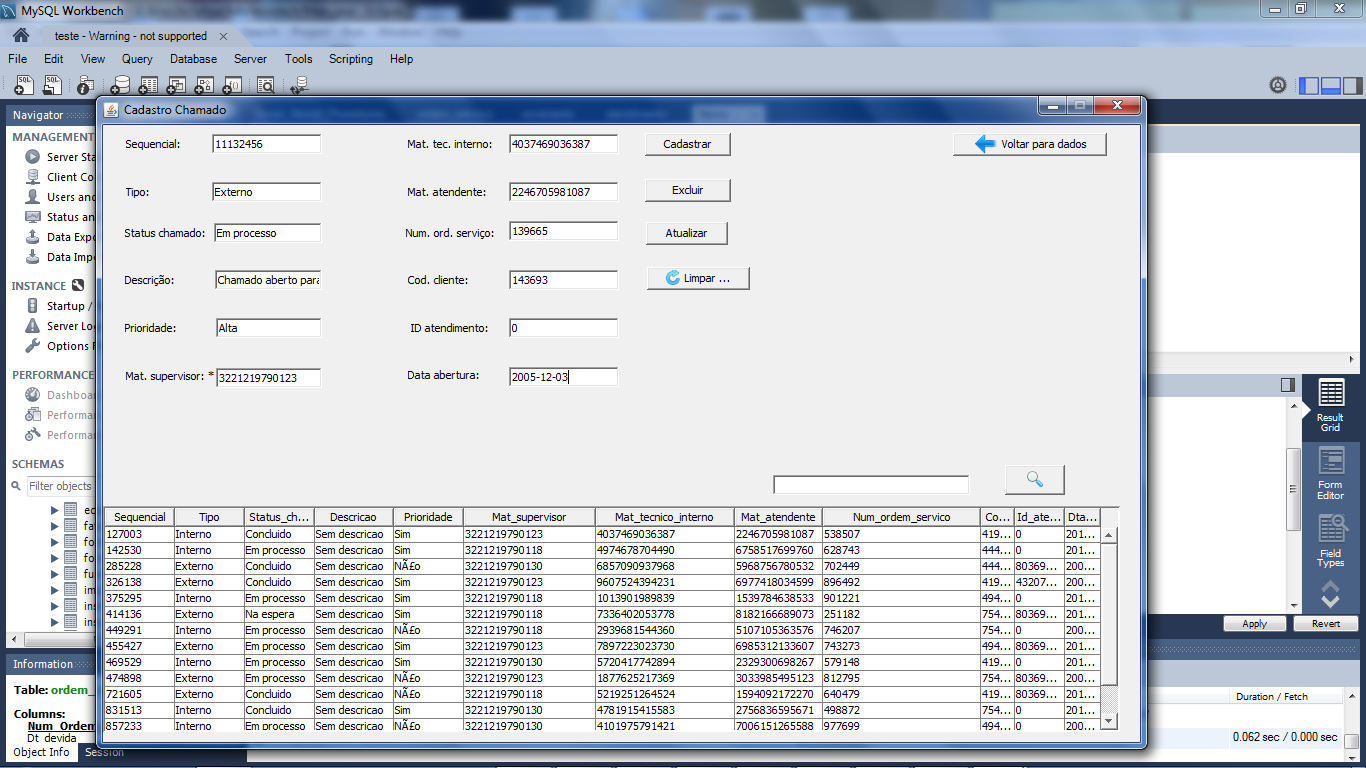 MySQL Workbench
teste - Warning - not supported
File Edit View Query Database Server Tools Scripting Help
Navigator
MANAGEMENT
Server Sta
Client Co
Users and
Status an
Data Expo
Data Impo
INSTANCE
Startup /
Server Log
Options F
PERFORMANCE
Dashboa
Performa
Performa
SCHEMAS
Filter objects
Information
Table: ordem_
Columns:
Num_Ordem
Dt_devida
Object Info Session
Cadastro Chamado
Sequencial: 11132456 Mat. tec. interno: 4037469036387 Cadastrar Voltar para dados
Tipo: Externo Mat. atendente: 2246705981087 Excluir
Status chamado: Em processo Num. ord. serviço: 139665 Atualizar
Descrição: Chamado aberto para Cod. cliente: 143693 Limpar ...
Prioridade: Alta ID atendimento: 0
Mat. supervisor: * 3221219790123 Data abertura: 2005-12-03
Sequencial Tipo Status_ch... Descricao Prioridade Mat_supervisor Mat_tecnico_interno Mat_atendente Num_ordem_servico Co... Id_ate... Dta...
127003 Interno Concluido Sem descricao Sim 3221219790123 4037469036387 2246705981087 538507 419... 0 201...
142530 Interno Em processo Sem descricao Sim 3221219790118 4974678704490 6758517699760 628743 444... 0 201...
285228 Externo Concluido Sem descricao NÃ£o 3221219790130 6857090937968 5968756780532 702449 444... 80369... 200...
326138 Externo Concluido Sem descricao Sim 3221219790123 9607524394231 6977418034599 896492 419... 43207... 201...
375295 Interno Em processo Sem descricao Sim 3221219790118 1013901989839 1539784638533 901221 494... 0 201...
414136 Externo Na espera Sem descricao Sim 3221219790118 7336402053778 8182166689073 251182 754... 80369... 201...
449291 Interno Em processo Sem descricao NÃ£o 3221219790118 2939681544360 5107105363576 746207 754... 0 200...
455427 Externo Em processo Sem descricao Sim 3221219790123 7897223023730 6985312133607 743273 494... 80369... 201...
469529 Interno Em processo Sem descricao Sim 3221219790130 5720417742894 2329300698267 579148 419... 0 201...
474898 Externo Em processo Sem descricao NÃ£o 3221219790123 1877625217369 3033985495123 812795 754... 80369... 200...
721605 Externo Concluido Sem descricao Sim 3221219790118 5219251264524 1594092172270 640479 419... 80369... 201...
831513 Interno Concluido Sem descricao Sim 3221219790123 4781915415583 2756836595671 498872 754... 0 201...
857233 Interno Em processo Sem descricao NÃ£o 3221219790130 4101975791421 7006151265588 977699 494... 0 200...
Result
Grid
Form
Editor
Field
Types
Apply Revert
Duration / Fetch
0.062 sec / 0.000 sec